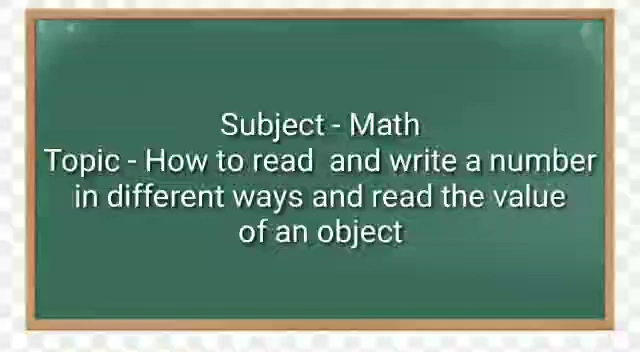 Subject - Math
Topic - How to read and write a number
in different ways and read the value
of an object